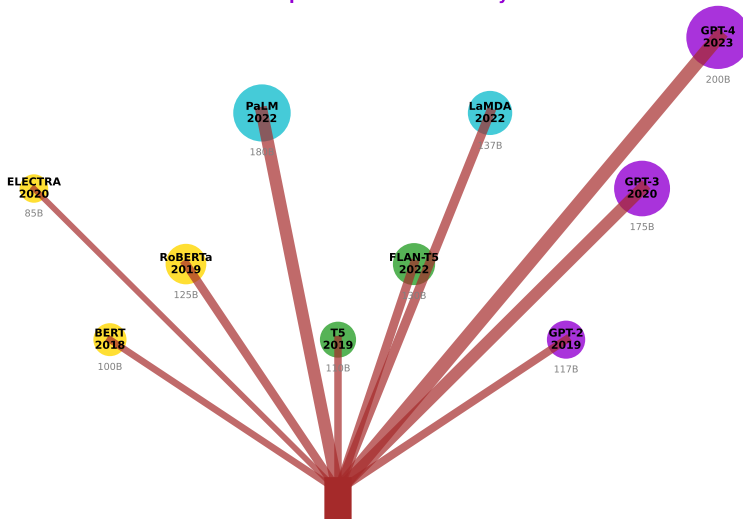 GPT-4
2023
200B
PaLM
2022
LaMDA
2022
137B
ELECTRA
2020
85B
GPT-3
2020
175B
RoBERTa
2019
125B
FLAN-T5
2022
BERT
2018
100B
T5
2019
110B
GPT-2
2019
117B